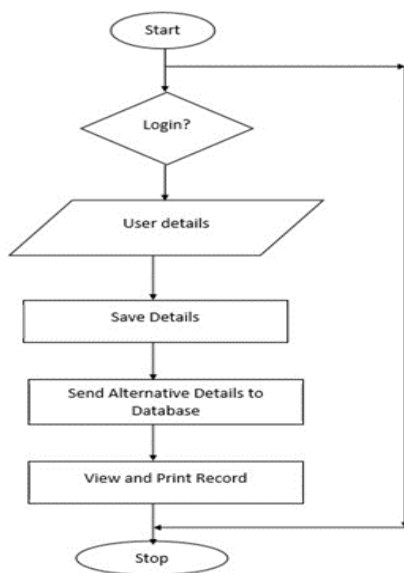 Start
Login?
User details
Save Details
Send Alternative Details to
Database
View and Print Record
Stop